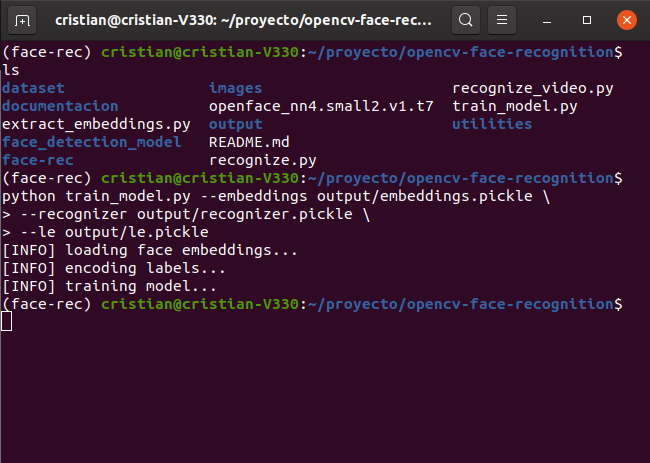 cristian@cristian-V330: ~/proyecto/opencv-face-rec...
(face-rec) cristian@cristian-V330:~/proyecto/opencv-face-recognition$
ls
dataset images recognize_video.py
documentacion openface_nn4.small2.v1.t7 train_model.py
extract_embeddings.py output utilities
face_detection_model README.md
face-rec recognize.py
(face-rec) cristian@cristian-V330:~/proyecto/opencv-face-recognition$
python train_model.py --embeddings output/embeddings.pickle \
> --recognizer output/recognizer.pickle \
> --le output/le.pickle
[INFO] loading face embeddings...
[INFO] encoding labels...
[INFO] training model...
(face-rec) cristian@cristian-V330:~/proyecto/opencv-face-recognition$